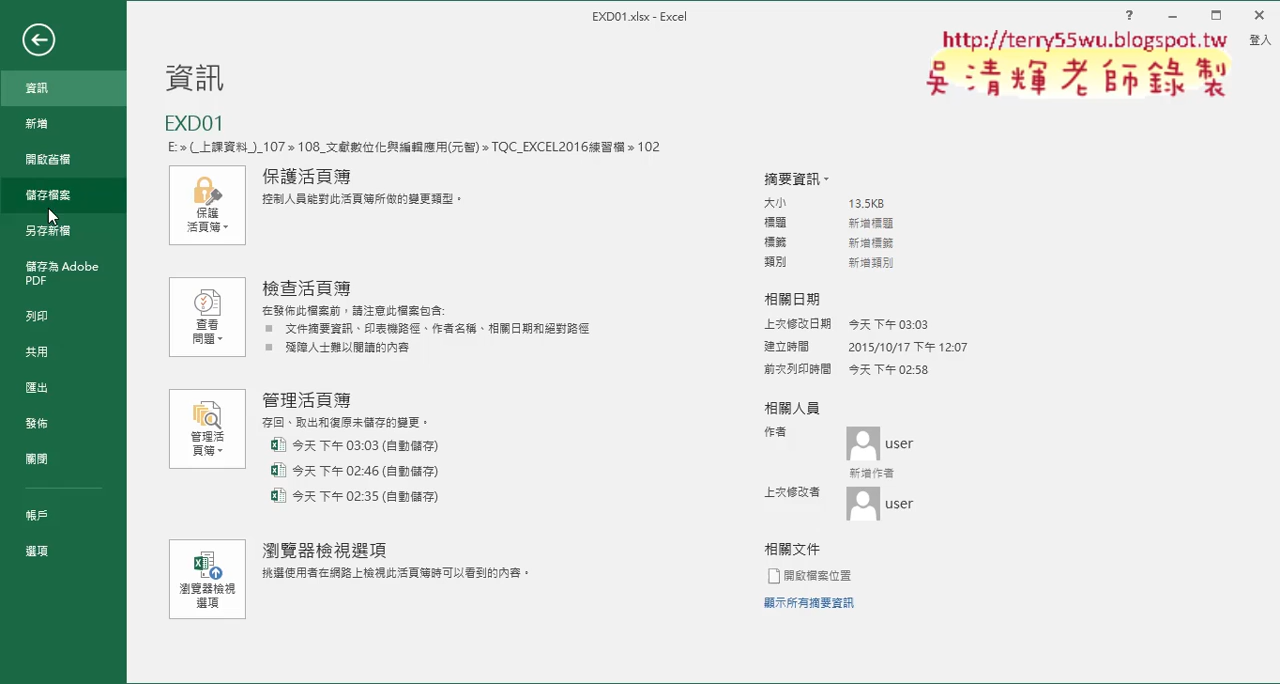 EXD01.xlsx - Excel
?
登入
http://terry55wu.blogspot.tw
吳清輝老師錄製
資訊
新增
開啟舊檔
儲存檔案
另存新檔
儲存為 Adobe
PDF
列印
共用
匯出
發佈
關閉
帳戶
選項
資訊
EXD01
E: » (_上課資料_)_107 » 108_文獻數位化與編輯應用(元智) » TQC_EXCEL2016練習檔 » 102
保護
活頁簿
保護活頁簿
控制人員能對此活頁簿所做的變更類型。
查看
問題
檢查活頁簿
在發佈此檔案前，請注意此檔案包含:
文件摘要資訊、印表機路徑、作者名稱、相關日期和絕對路徑
殘障人士難以閱讀的內容
管理活
頁簿
管理活頁簿
存回、取出和復原未儲存的變更。
今天 下午 03:03 (自動儲存)
今天 下午 02:46 (自動儲存)
今天 下午 02:35 (自動儲存)
瀏覽器檢視
選項
瀏覽器檢視選項
挑選使用者在網路上檢視此活頁簿時可以看到的內容。
摘要資訊
大小 13.5KB
標題 新增標題
標籤 新增標籤
類別 新增類別
相關日期
上次修改日期 今天 下午 03:03
建立時間 2015/10/17 下午 12:07
前次列印時間 今天 下午 02:58
相關人員
作者 user
新增作者
上次修改者 user
相關文件
開啟檔案位置
顯示所有摘要資訊